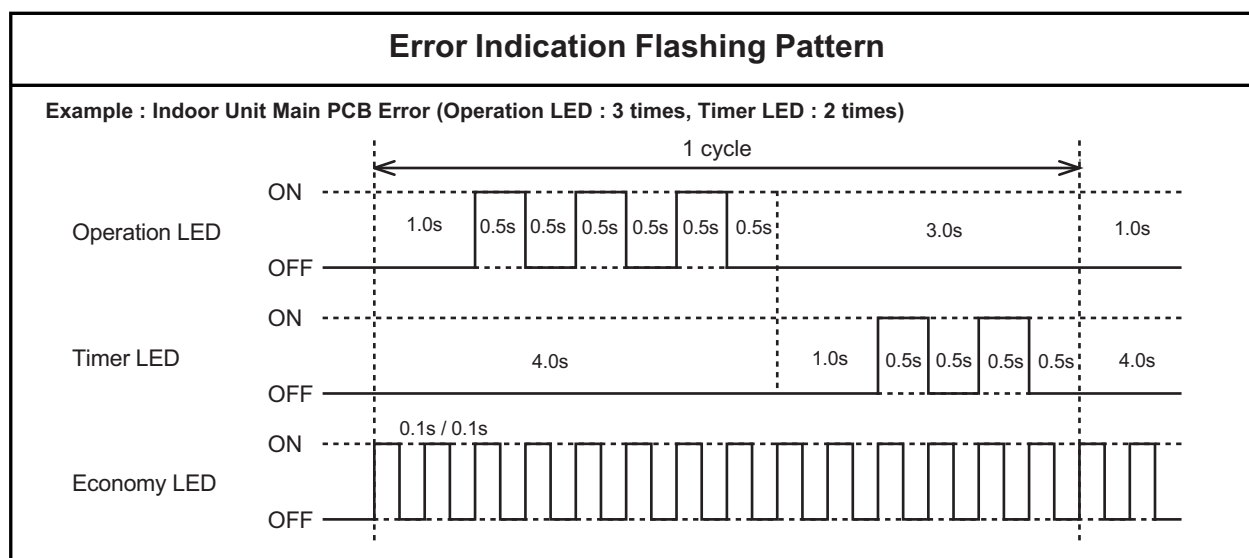 Error Indication Flashing Pattern
Example : Indoor Unit Main PCB Error (Operation LED : 3 times, Timer LED : 2 times)
1 cycle
ON
Operation LED
1.0s 0.5s 0.5s 0.5s 0.5s 0.5s 0.5s 3.0s 1.0s
OFF
ON
Timer LED
4.0s 1.0s 0.5s 0.5s 0.5s 0.5s 4.0s
OFF
0.1s / 0.1s
ON
Economy LED
OFF